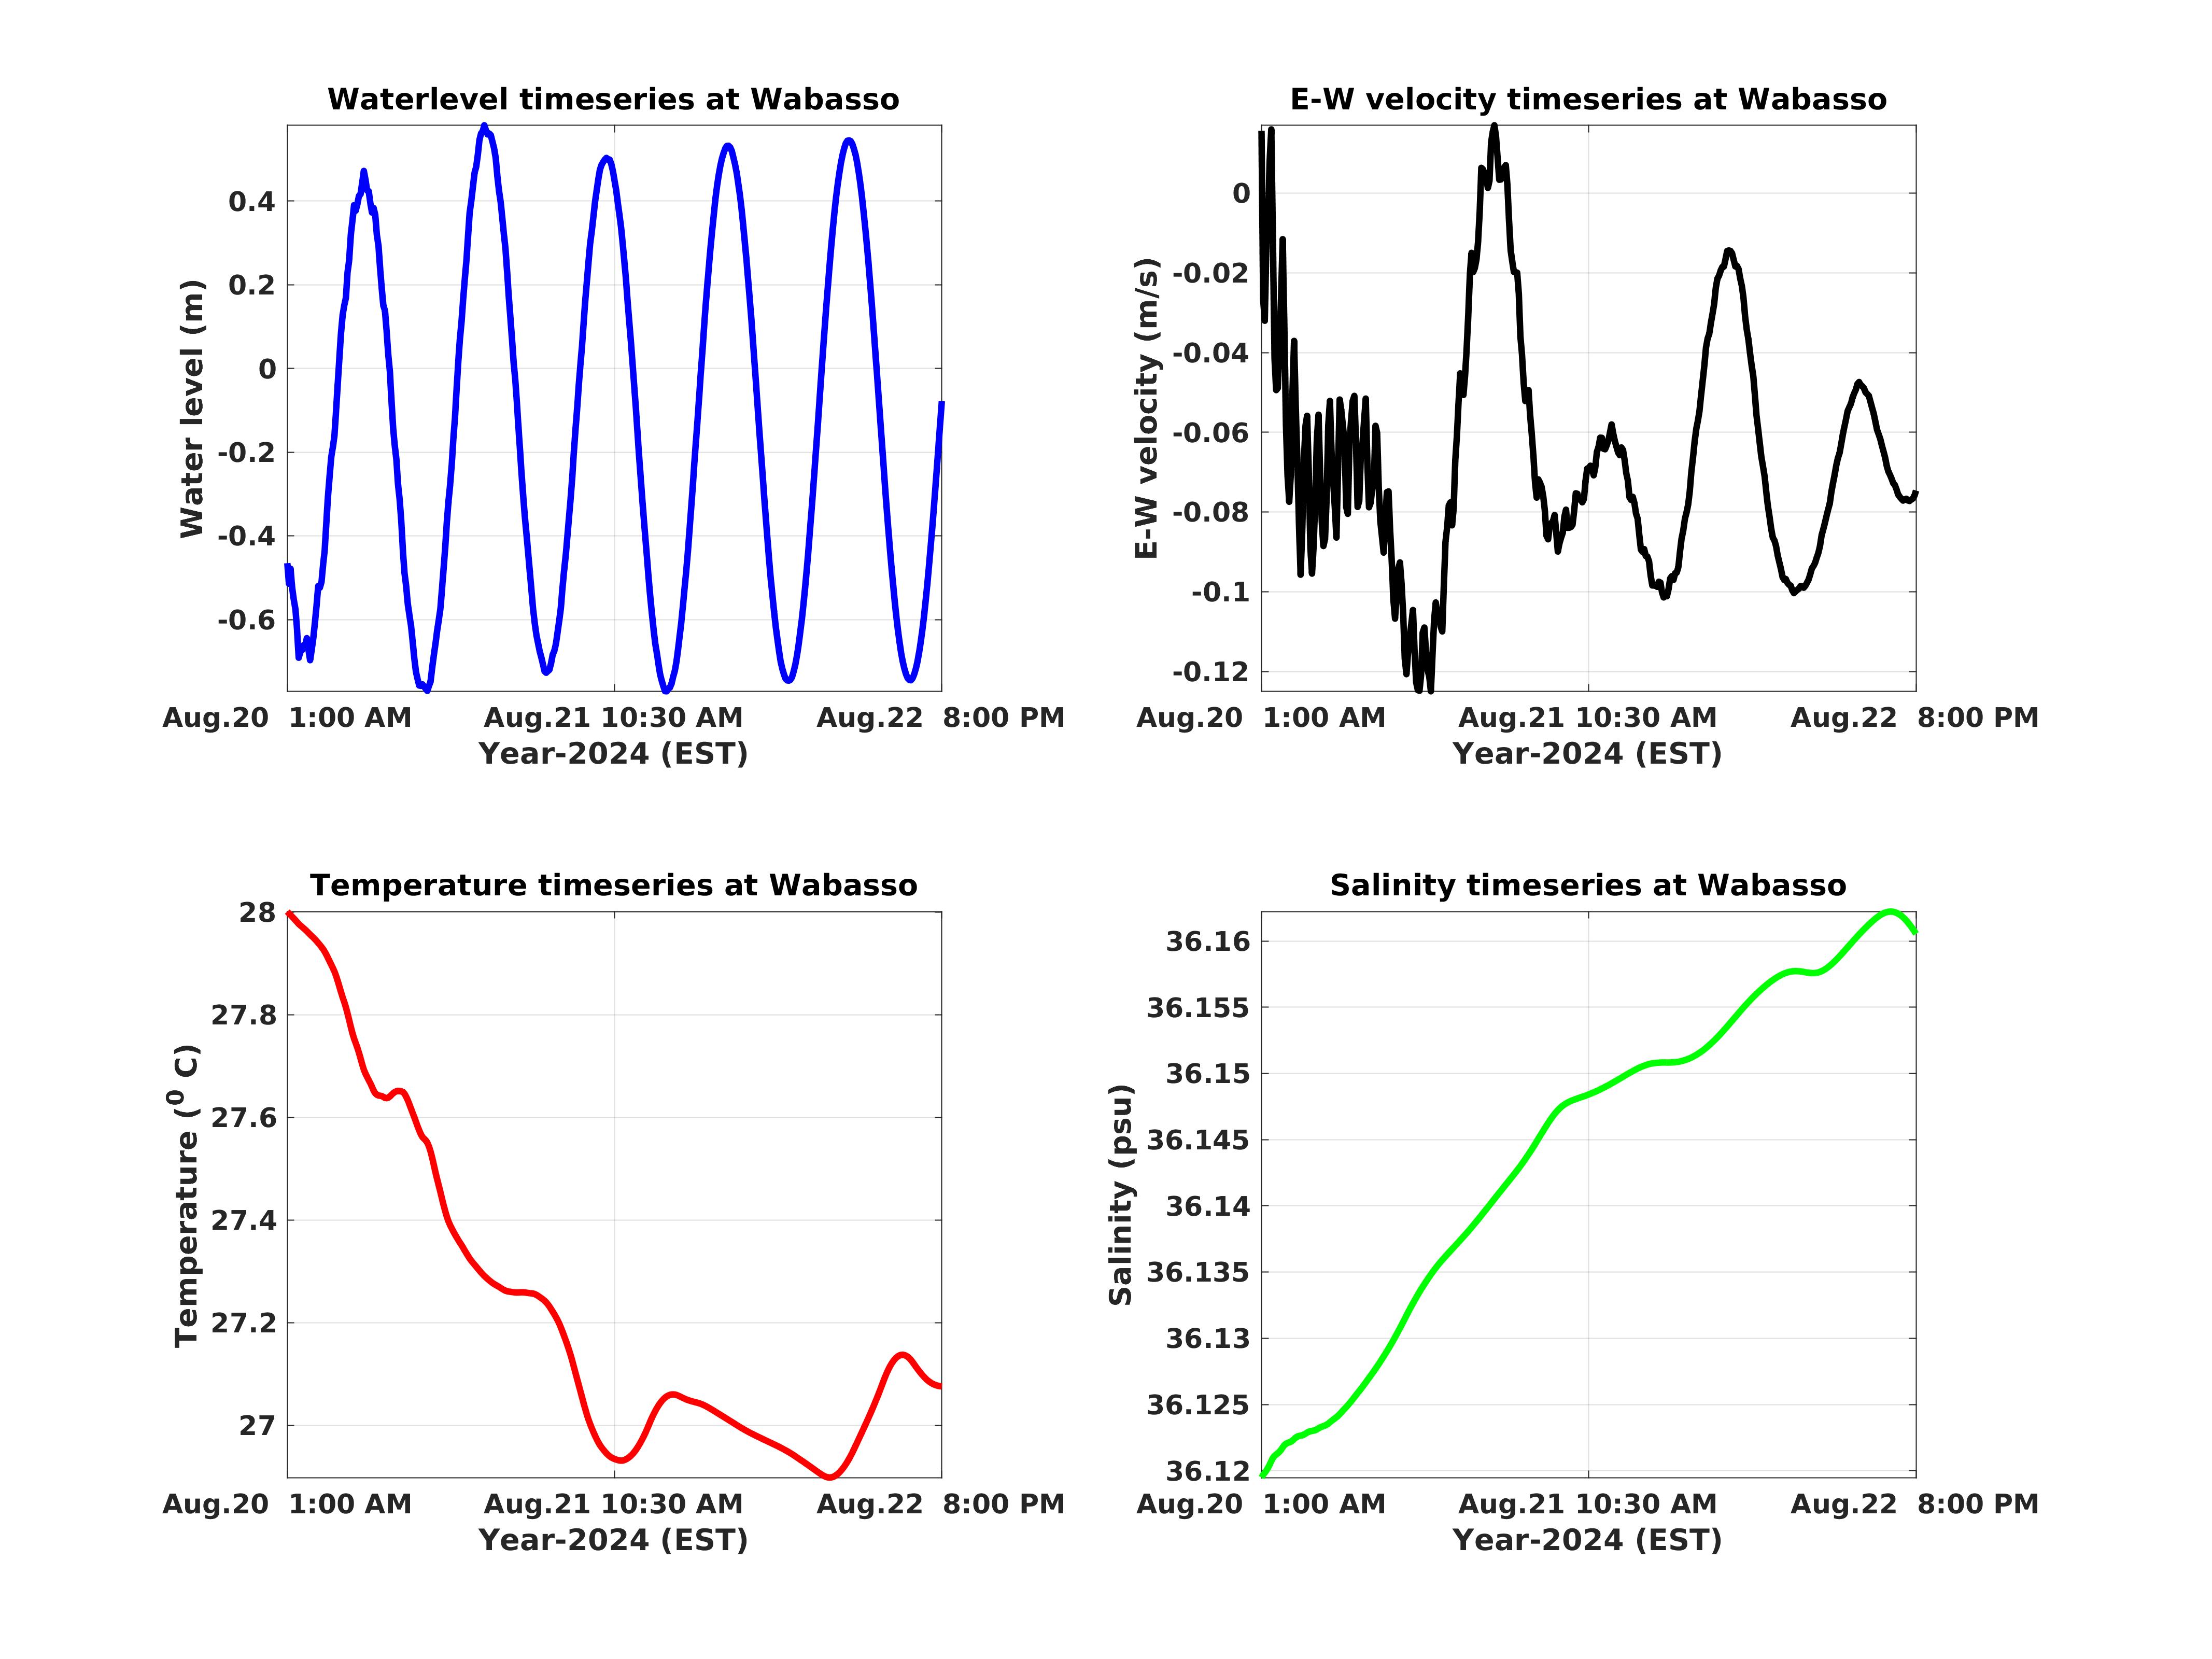 Waterlevel timeseries at Wabasso
0.4
0.2
0
-0.2
-0.4
-0.6
Water level (m)
Aug.20 1:00 AM Aug.21 10:30 AM Aug.22 8:00 PM
Year-2024 (EST)
E-W velocity timeseries at Wabasso
0
-0.02
-0.04
-0.06
-0.08
-0.1
-0.12
E-W velocity (m/s)
Aug.20 1:00 AM Aug.21 10:30 AM Aug.22 8:00 PM
Year-2024 (EST)
Temperature timeseries at Wabasso
28
27.8
27.6
27.4
27.2
27
Temperature (⁰ C)
Aug.20 1:00 AM Aug.21 10:30 AM Aug.22 8:00 PM
Year-2024 (EST)
Salinity timeseries at Wabasso
36.16
36.155
36.15
36.145
36.14
36.135
36.13
36.125
36.12
Salinity (psu)
Aug.20 1:00 AM Aug.21 10:30 AM Aug.22 8:00 PM
Year-2024 (EST)